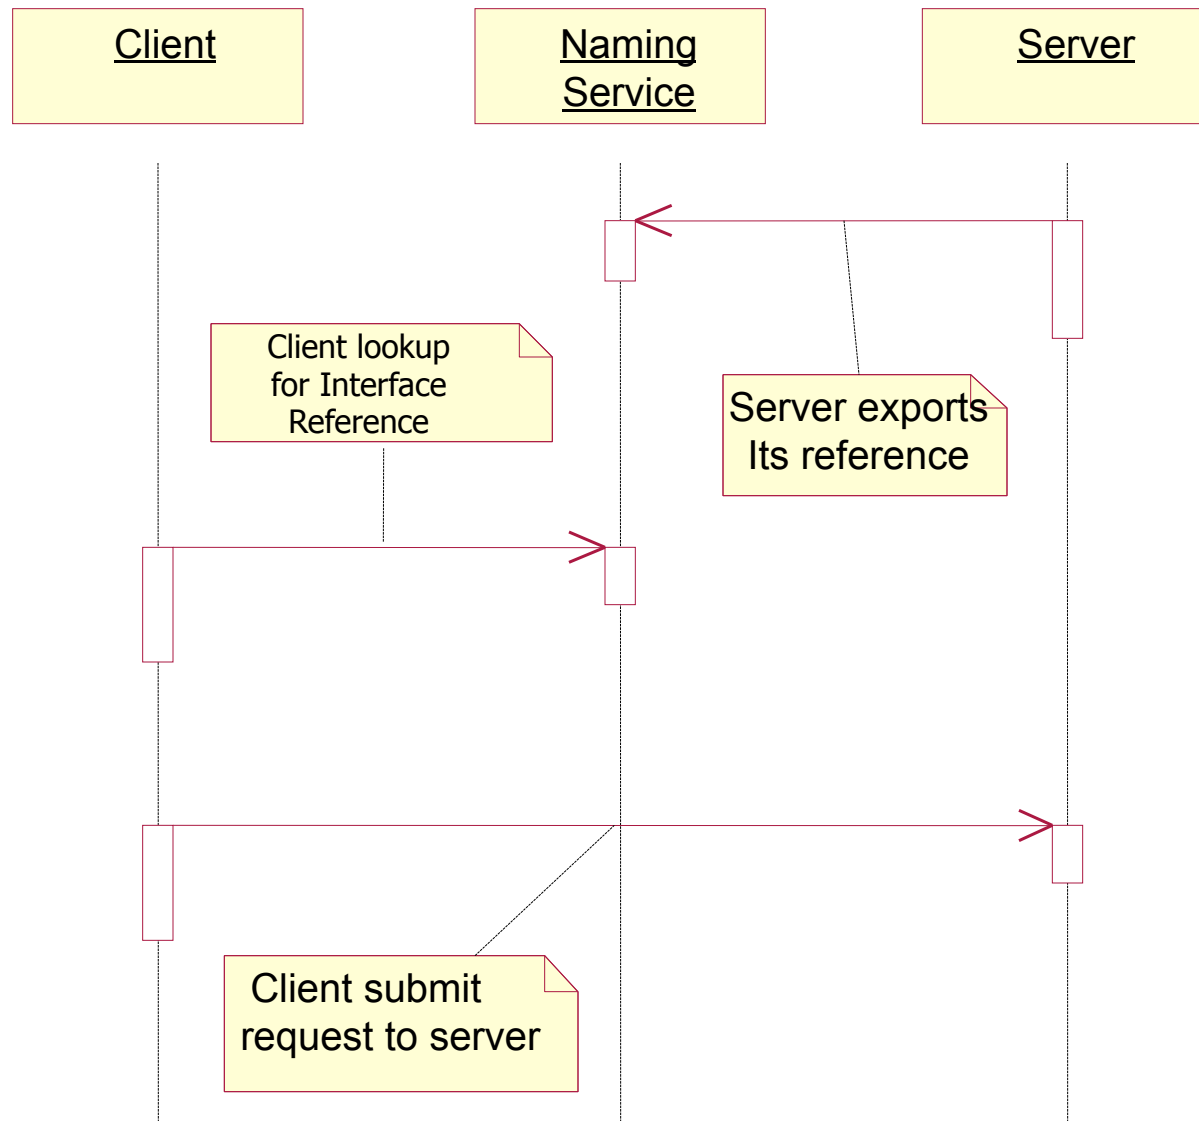 Client
Naming
Service
Server
Client lookup
for Interface
Reference
Server exports
Its reference
Client submit
request to server